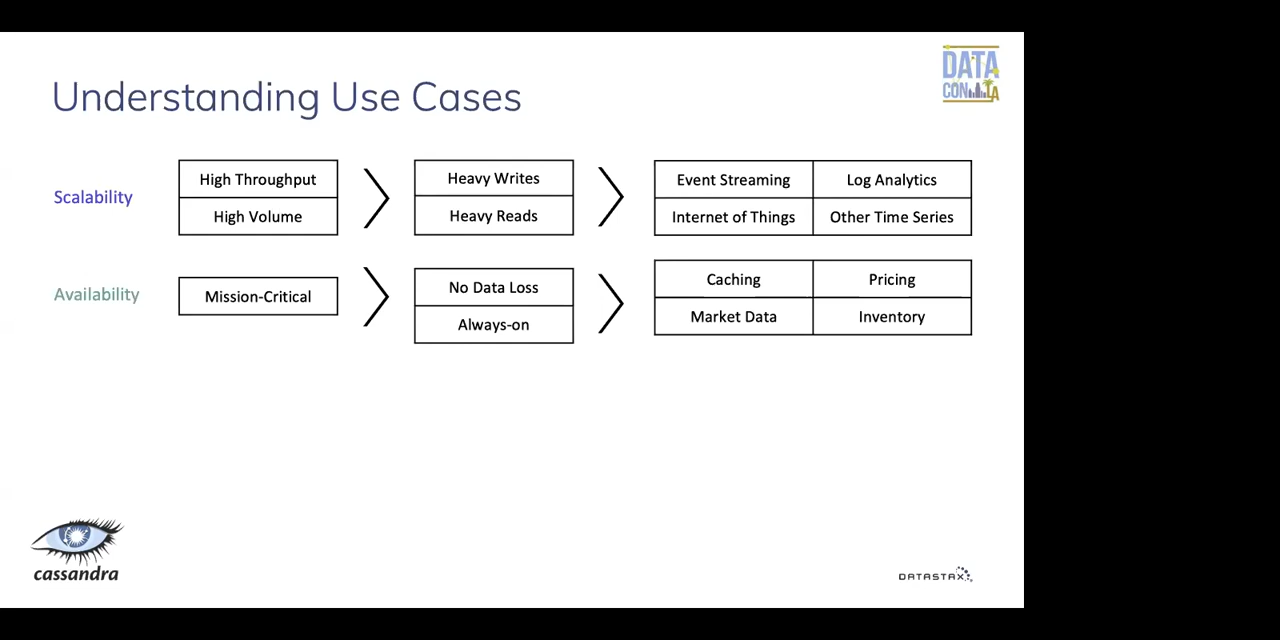 DATA
CON LA
Understanding Use Cases
Scalability
High Throughput
High Volume
Heavy Writes
Heavy Reads
Event Streaming
Log Analytics
Internet of Things
Other Time Series
Availability
Mission-Critical
No Data Loss
Always-on
Caching
Pricing
Market Data
Inventory
cassandra
DATASTAX